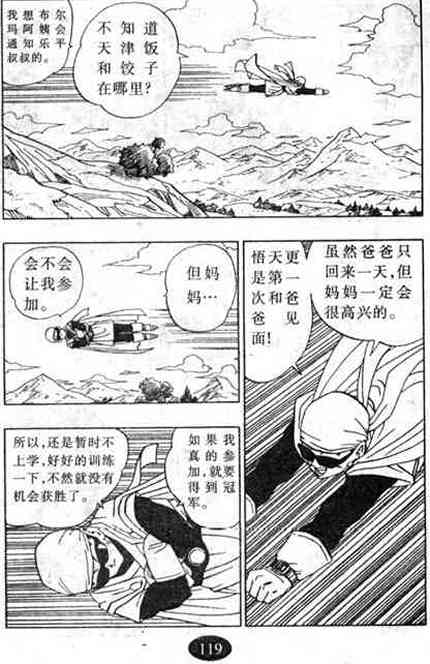 不知道
天津饭
和饺子
在哪里?
我想布尔
玛阿姨会
通知乐平
叔叔的。
虽然爸爸只
回来一天,但
妈妈一定会
很高兴的。
悟天更
是第一
次和爸
爸见
面!
但妈
妈…
会不会
让我参
加。
如果我
真的参
加,就要
得到冠
军。
所以,还是暂时不
上学,好好的训练
一下,不然就没有
机会获胜了。
119